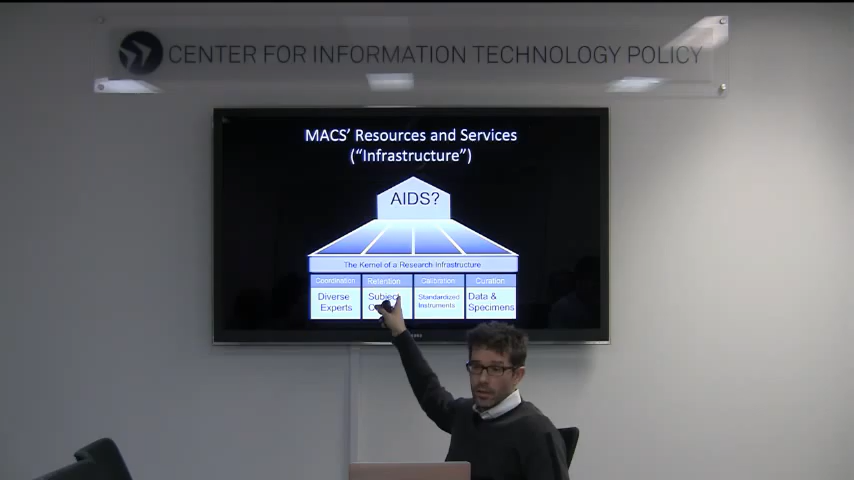 CENTER FOR INFORMATION TECHNOLOGY POLICY
MACS' Resources and Services
("Infrastructure")
AIDS?
The Kernel of a Research Infrastructure
Coordination Retention Calibration Curation
Diverse Experts
Subject
Standardized Instruments
Data & Specimens